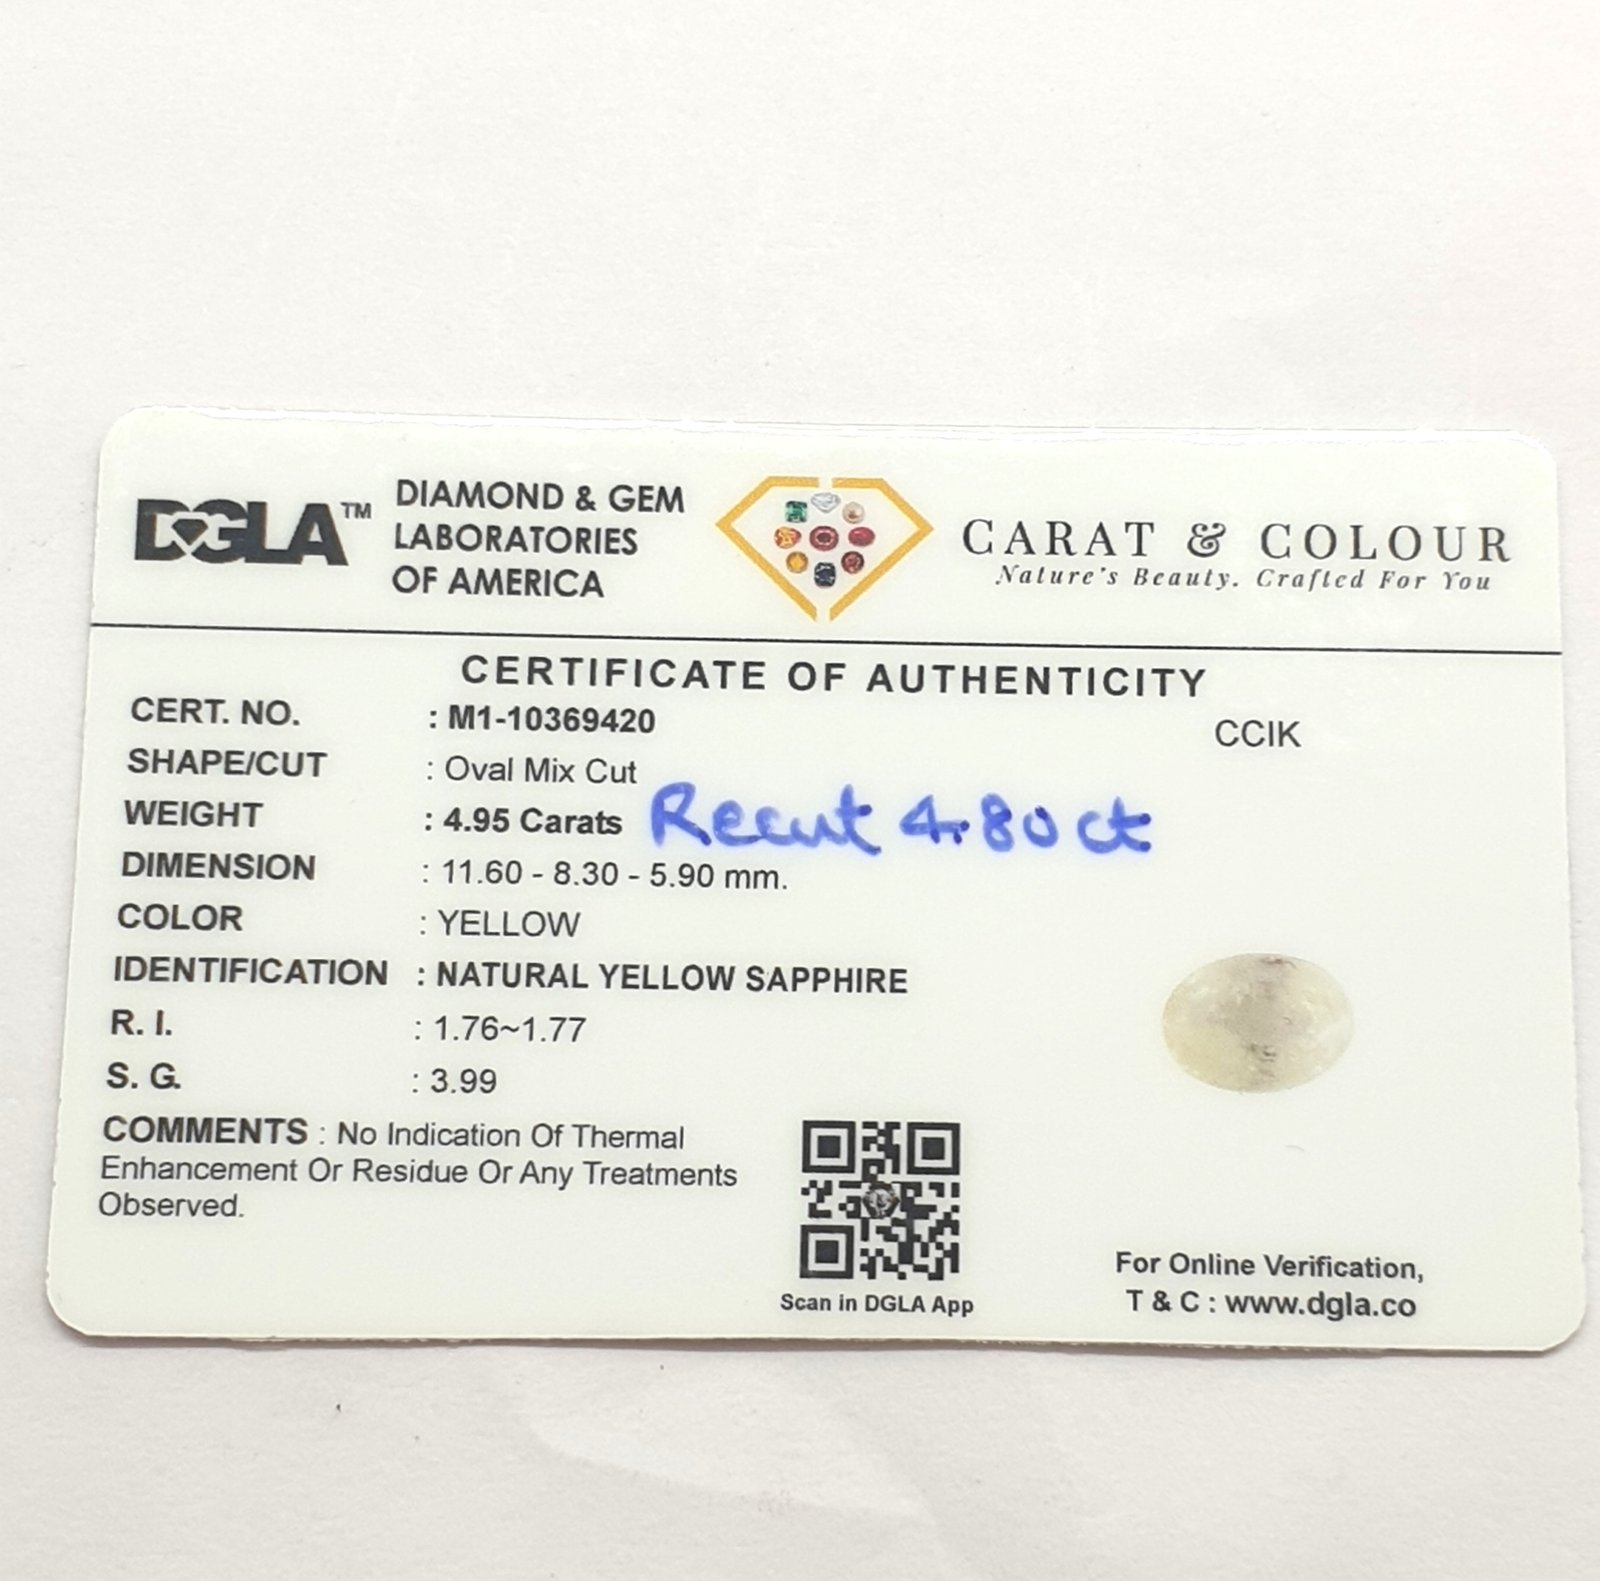 DGLA™
DIAMOND & GEM
LABORATORIES
OF AMERICA
CARAT & COLOUR
Nature's Beauty. Crafted For You
CERTIFICATE OF AUTHENTICITY
CERT. NO. : M1-10369420
CCIK
SHAPE/CUT : Oval Mix Cut
WEIGHT : 4.95 Carats Recut 4.80 ct
DIMENSION : 11.60 - 8.30 - 5.90 mm.
COLOR : YELLOW
IDENTIFICATION : NATURAL YELLOW SAPPHIRE
R. I. : 1.76~1.77
S. G. : 3.99
COMMENTS : No Indication Of Thermal
Enhancement Or Residue Or Any Treatments
Observed.
Scan in DGLA App
For Online Verification,
T & C : www.dgla.co